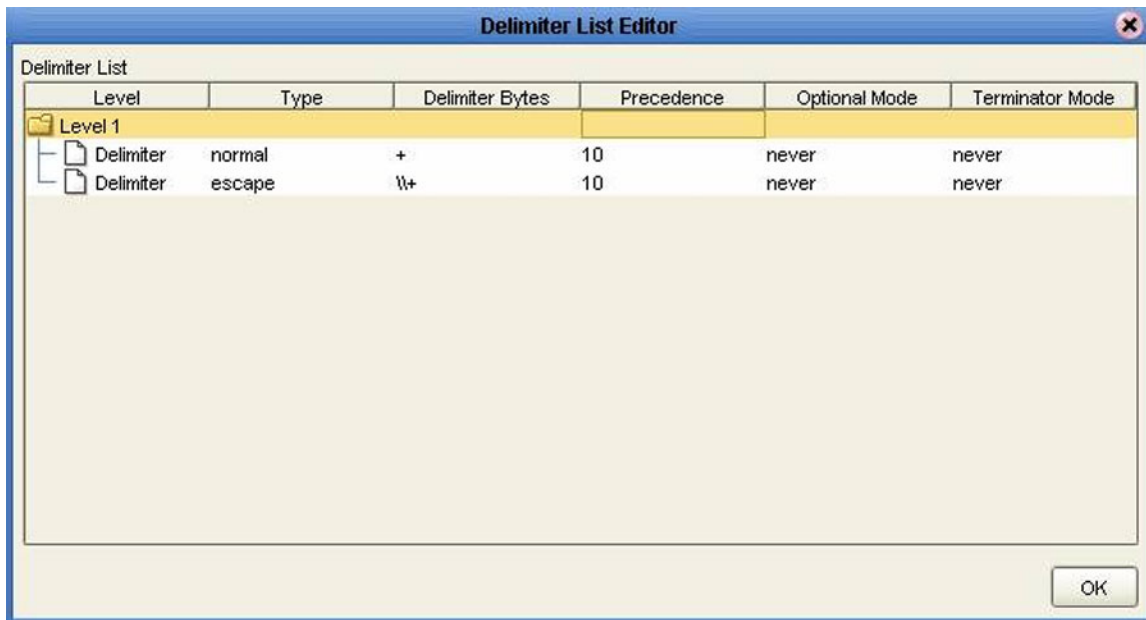 Delimiter List Editor
Delimiter List
Level Type Delimiter Bytes Precedence Optional Mode Terminator Mode
Level 1
Delimiter normal + 10 never never
Delimiter escape \\+ 10 never never
OK